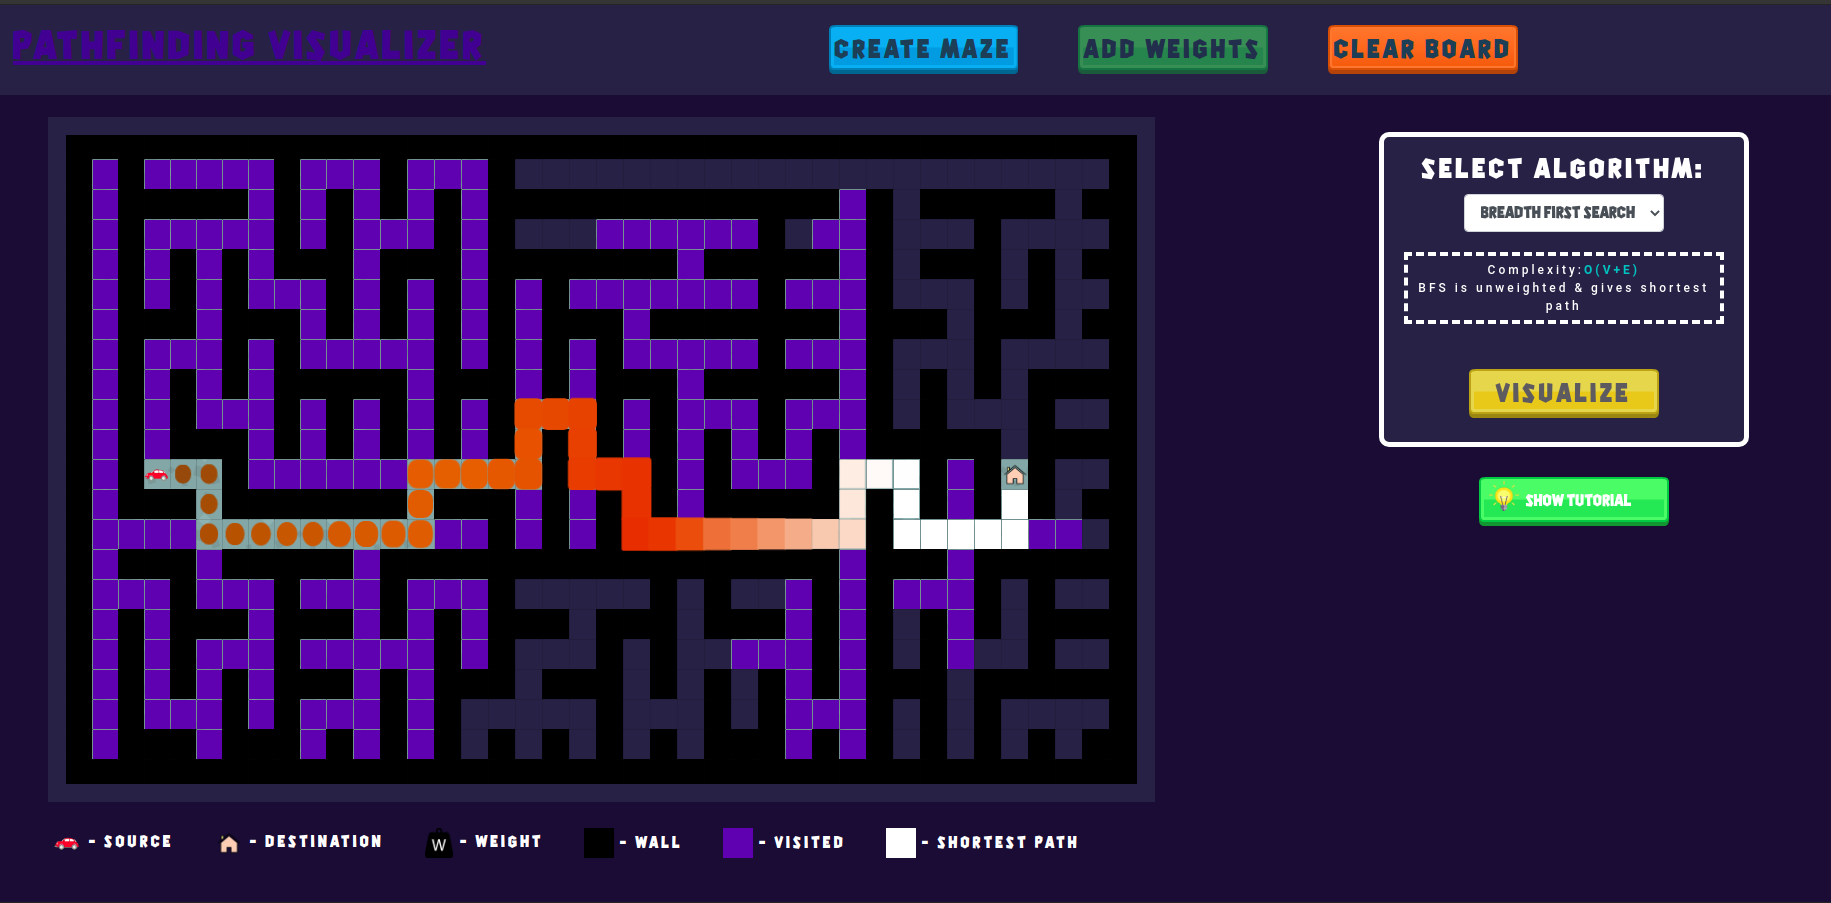 PATHFINDING VISUALIZER
CREATE MAZE
ADD WEIGHTS
CLEAR BOARD
SELECT ALGORITHM:
BREADTH FIRST SEARCH
Complexity:O(V+E)
BFS is unweighted & gives shortest
path
VISUALIZE
SHOW TUTORIAL
- SOURCE
- DESTINATION
W
- WEIGHT
- WALL
- VISITED
- SHORTEST PATH